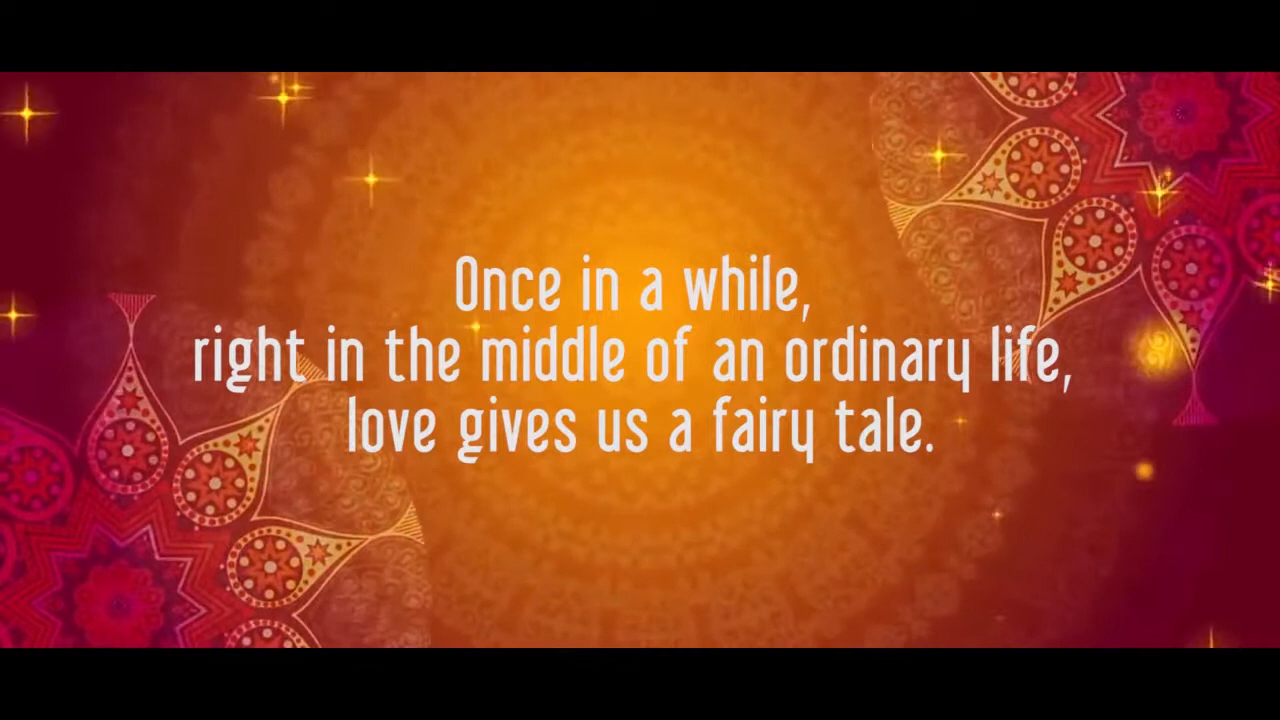 Once in a while,
right in the middle of an ordinary life,
love gives us a fairy tale.